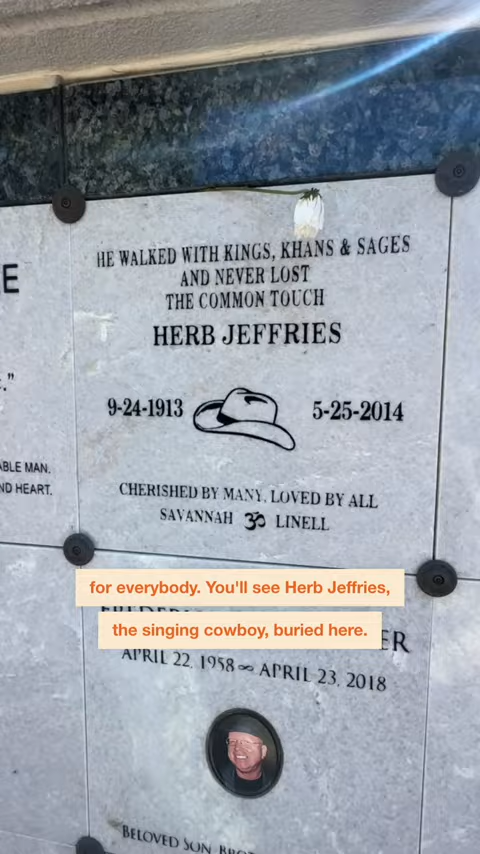 E
."
ABLE MAN.
ND HEART.
HE WALKED WITH KINGS, KHANS & SAGES
AND NEVER LOST
THE COMMON TOUCH
HERB JEFFRIES
9-24-1913 5-25-2014
CHERISHED BY MANY, LOVED BY ALL
SAVANNAH ॐ LINELL
for everybody. You'll see Herb Jeffries,
the singing cowboy, buried here.
ER
APRIL 22, 1958 ∞ APRIL 23, 2018
BELOVED SON, BRO